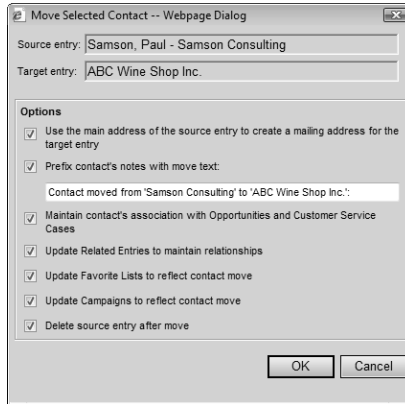 Move Selected Contact -- Webpage Dialog
Source entry: Samson, Paul - Samson Consulting
Target entry: ABC Wine Shop Inc.
Options
Use the main address of the source entry to create a mailing address for the
target entry
Prefix contact's notes with move text:
Contact moved from 'Samson Consulting' to 'ABC Wine Shop Inc.':
Maintain contact's association with Opportunities and Customer Service
Cases
Update Related Entries to maintain relationships
Update Favorite Lists to reflect contact move
Update Campaigns to reflect contact move
Delete source entry after move
OK Cancel